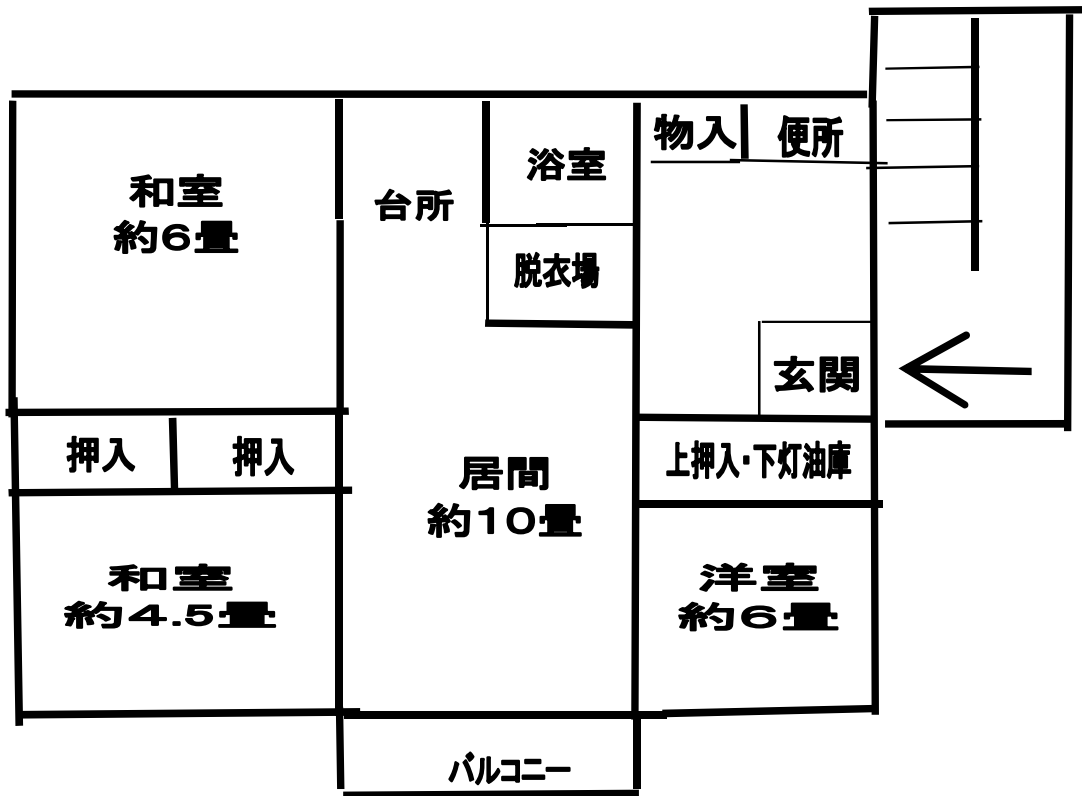 物入
便所
浴室
和室
約6畳
台所
脱衣場
玄関
押入
押入
上押入・下灯油庫
居間
約10畳
和室
約4.5畳
洋室
約6畳
バルコニー